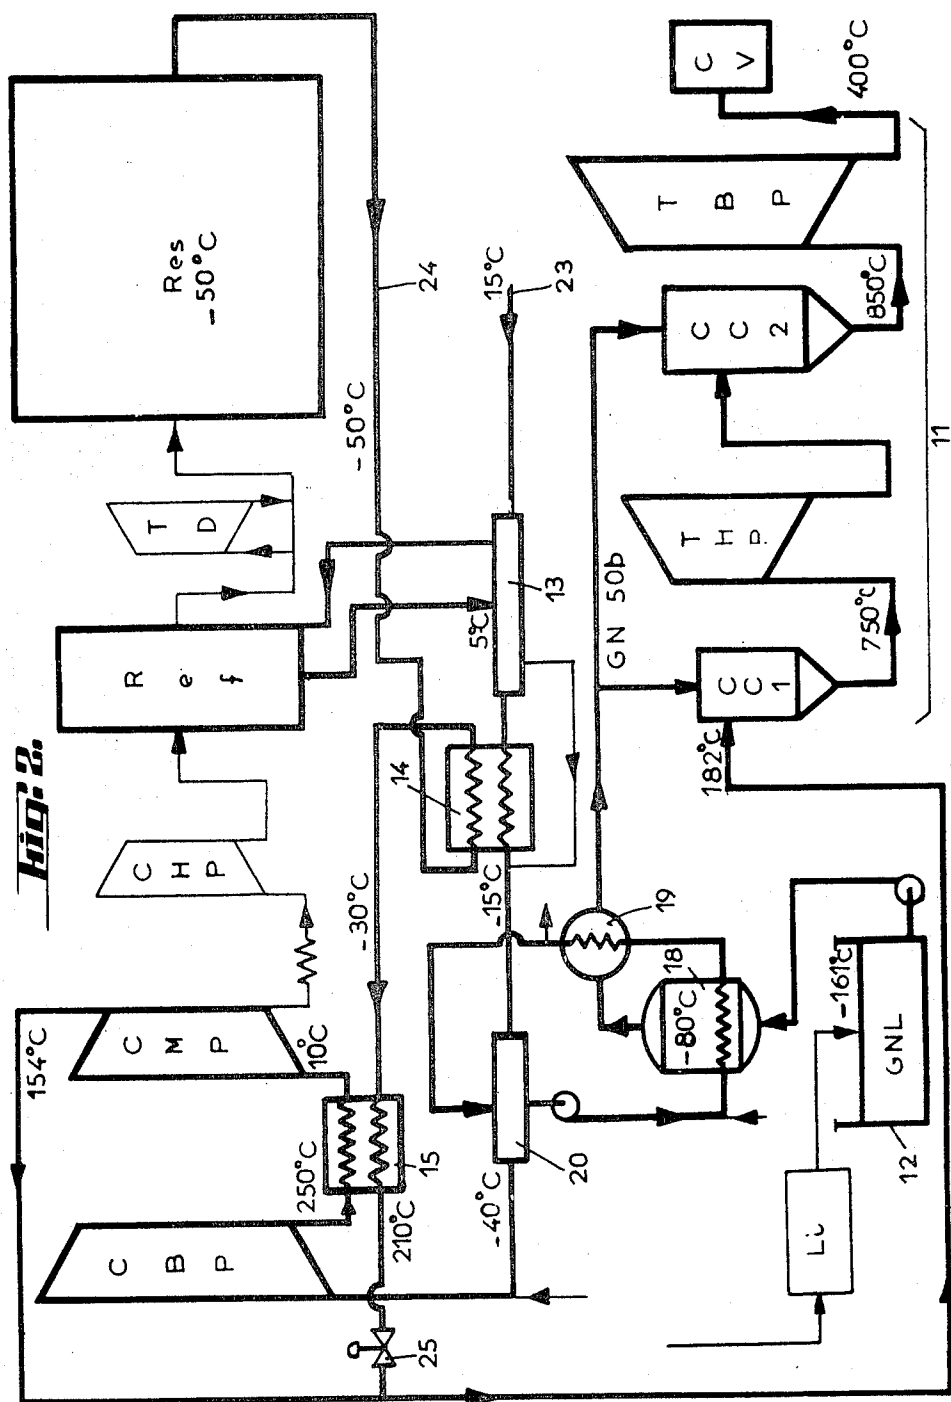 fig:2.
Res
-50°C
24
-50°C
15°C
23
T D
R e f
13
5°C
C H P
14
-30°C
-15°C
154°C
C M P
10°C
250°C
15
210°C
C B P
25
-40°C
20
19
18
-80°C
-161°C
GNL
12
Li
GN 50b
182°C
C C 1
750°C
T H P
C C 2
850°C
T B P
400°C
C V
11